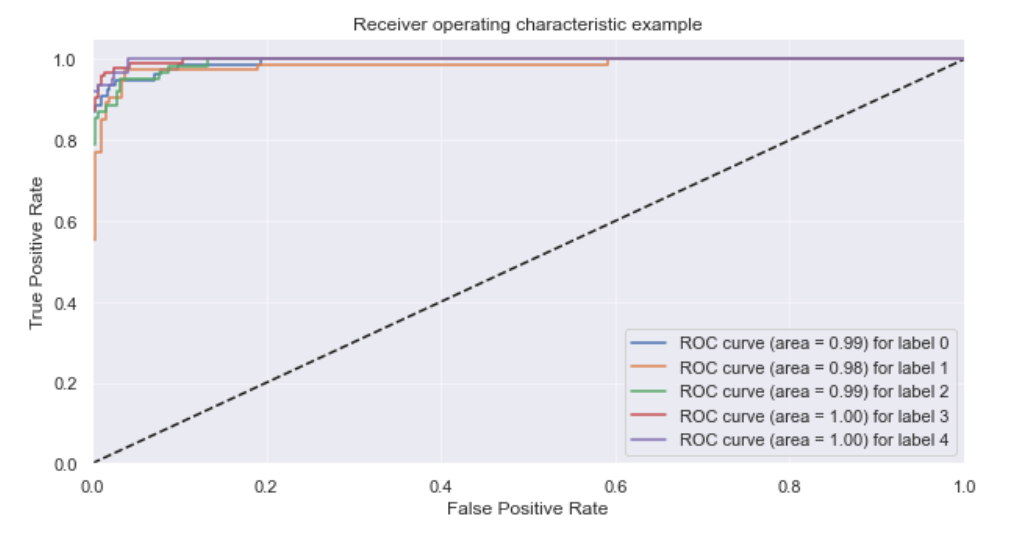 Receiver operating characteristic example
True Positive Rate
1.0
0.8
0.6
0.4
0.2
0.0
ROC curve (area = 0.99) for label 0
ROC curve (area = 0.98) for label 1
ROC curve (area = 0.99) for label 2
ROC curve (area = 1.00) for label 3
ROC curve (area = 1.00) for label 4
0.0 0.2 0.4 0.6 0.8 1.0
False Positive Rate